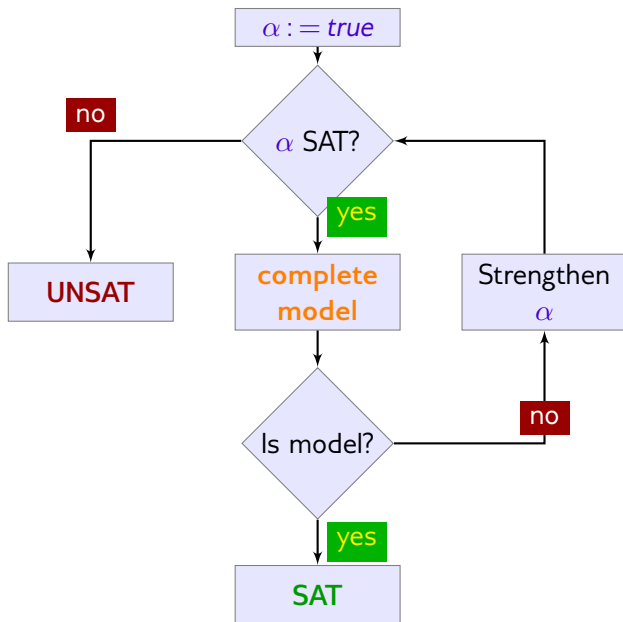 α := true
no
α SAT?
yes
UNSAT
complete
model
Strengthen
α
Is model?
no
yes
SAT